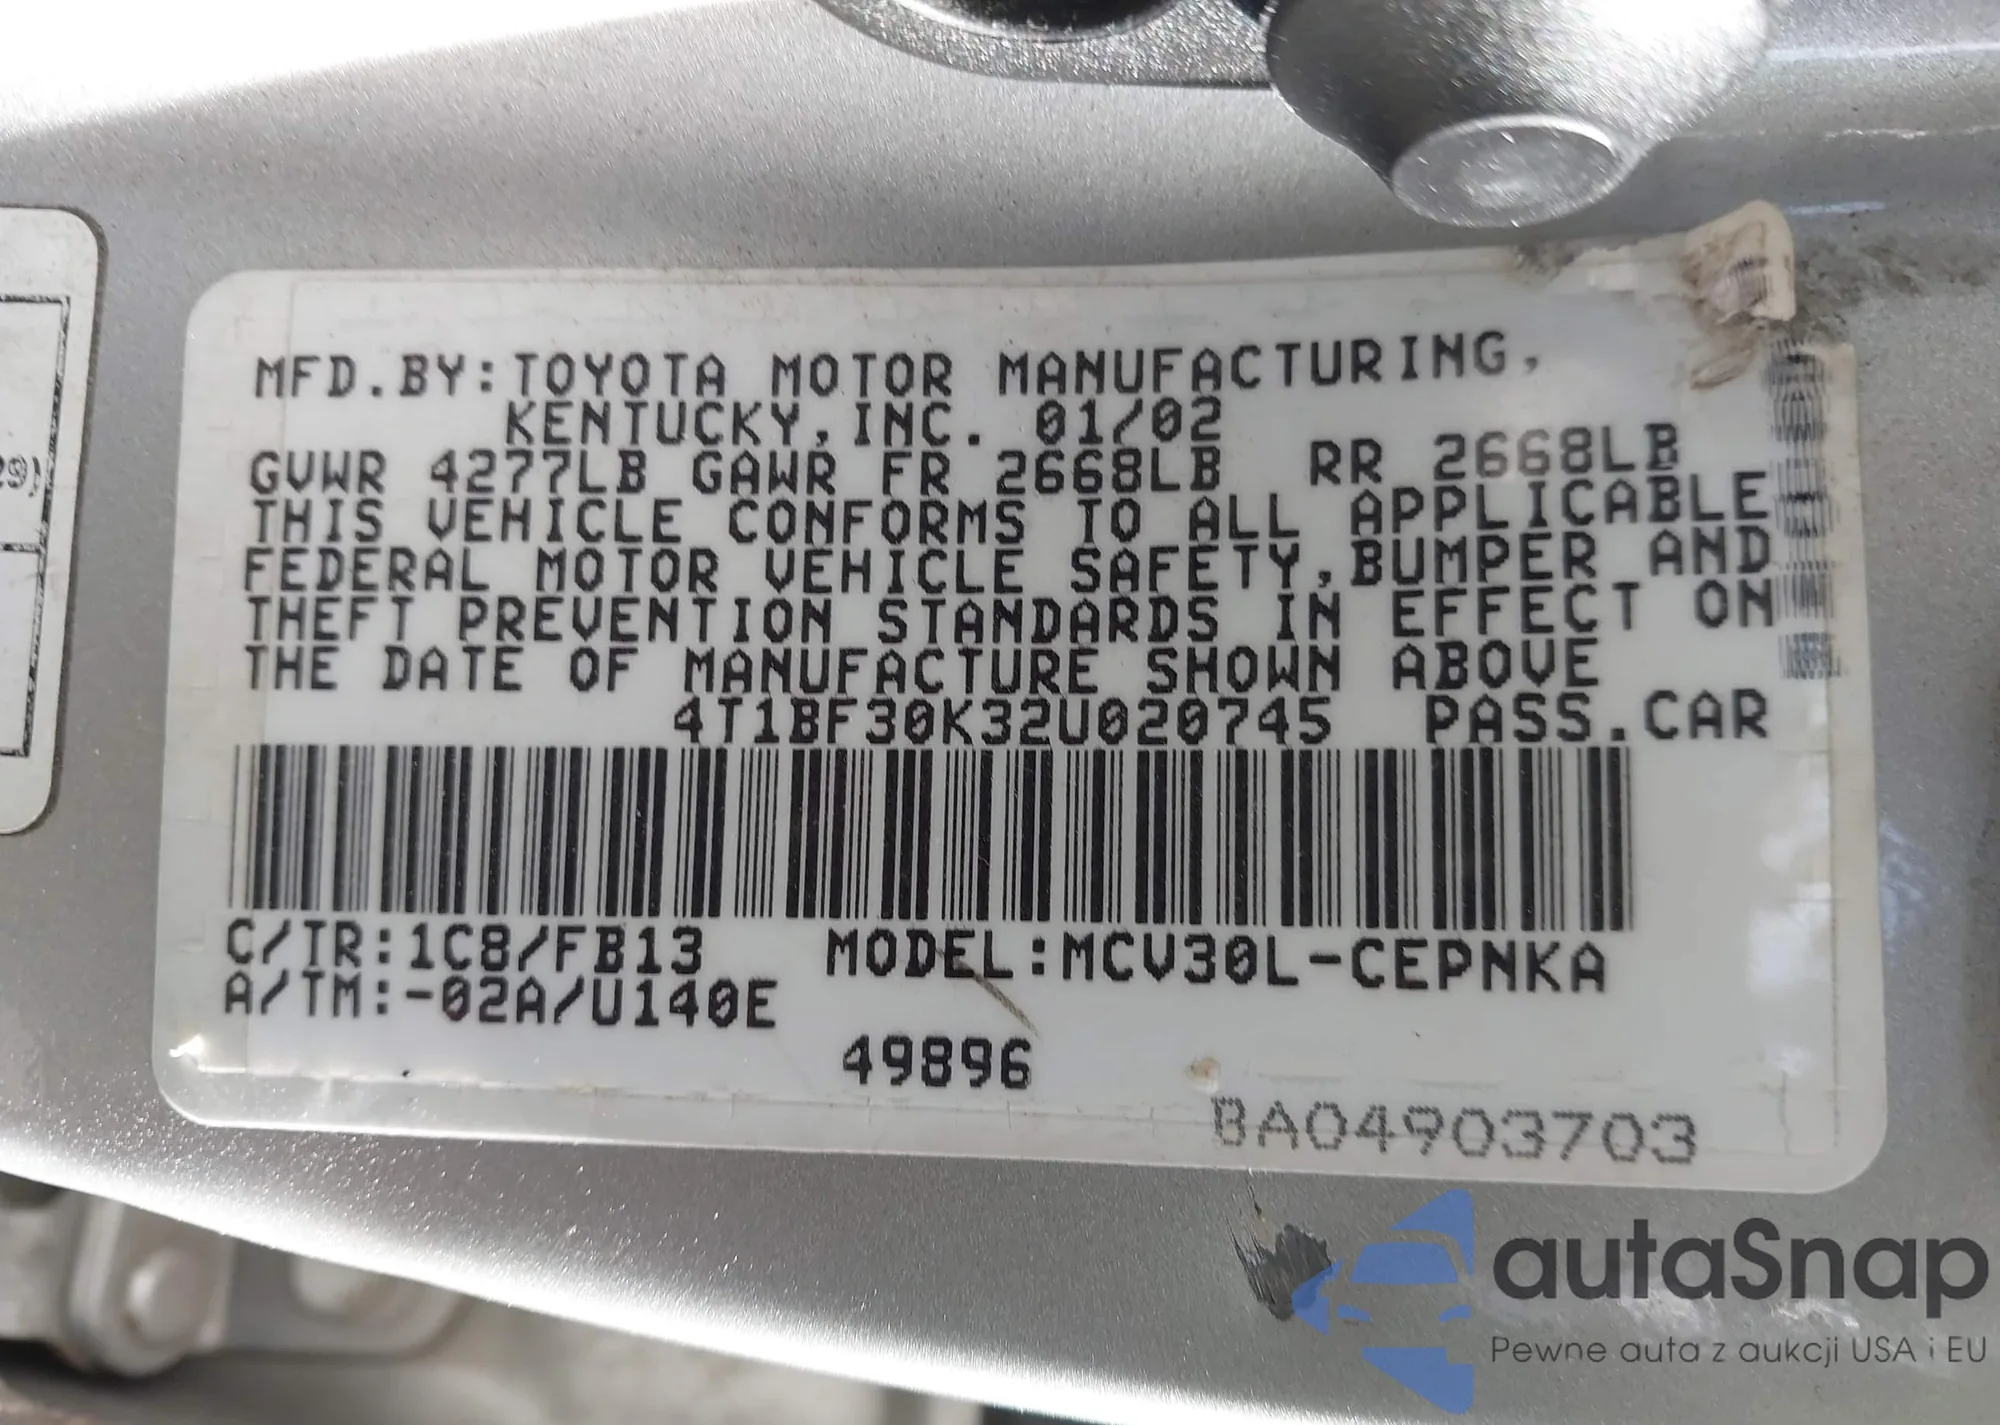 MFD.BY:TOYOTA MOTOR MANUFACTURING,
KENTUCKY,INC. 01/02
GVWR 4277LB GAWR FR 2668LB RR 2668LB
THIS VEHICLE CONFORMS TO ALL APPLICABLE
FEDERAL MOTOR VEHICLE SAFETY,BUMPER AND
THEFT PREVENTION STANDARDS IN EFFECT ON
THE DATE OF MANUFACTURE SHOWN ABOVE
4T1BF30K32U020745 PASS.CAR
C/TR:1C8/FB13 MODEL:MCV30L-CEPNKA
A/TM:-02A/U140E
49896
BA04903703
autaSnap
Pewne auta z aukcji USA i EU